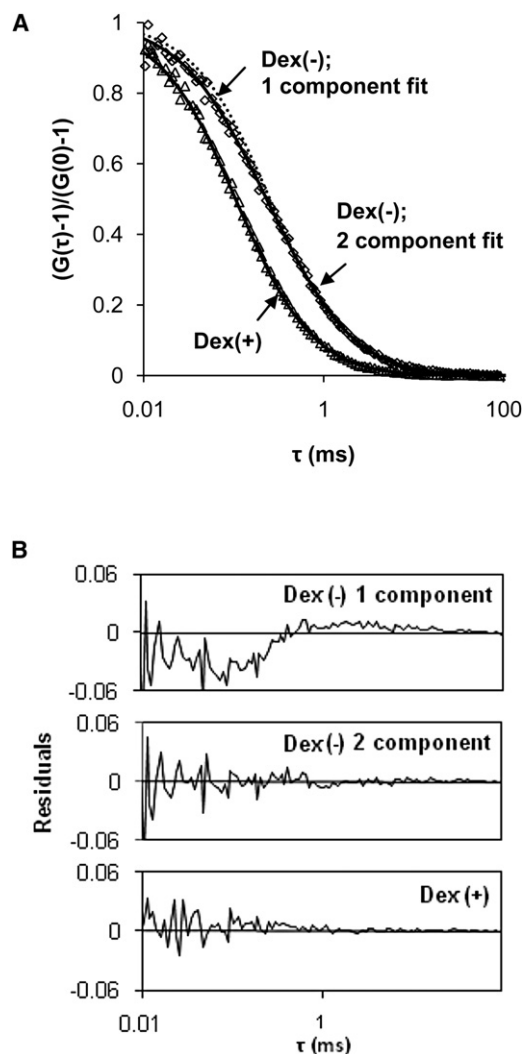 A
(G(τ)-1)/(G(0)-1)
1
0.8
0.6
0.4
0.2
0
Dex(-);
1 component fit
Dex(-);
2 component fit
Dex(+)
0.01
1
100
τ (ms)
B
Residuals
0.06
0
-0.06
Dex (-) 1 component
0.06
0
-0.06
Dex (-) 2 component
0.06
0
-0.06
Dex (+)
0.01
1
τ (ms)